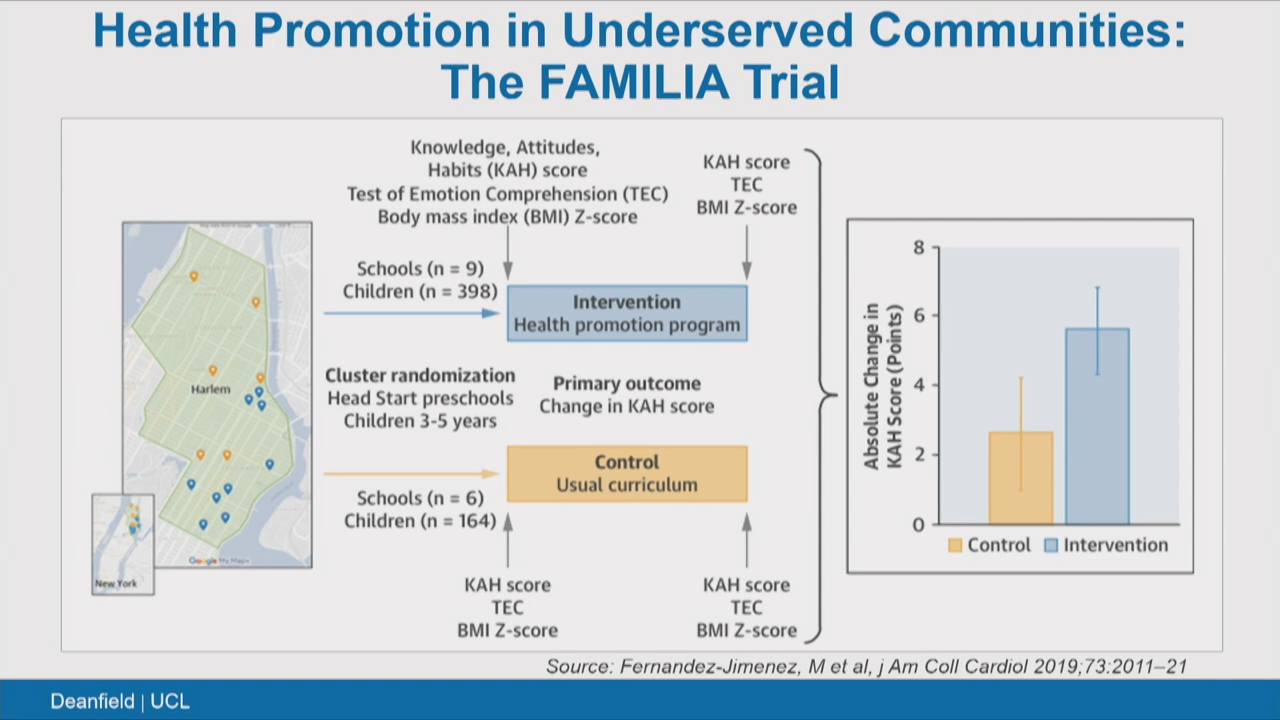 Health Promotion in Underserved Communities:
The FAMILIA Trial
Knowledge, Attitudes,
Habits (KAH) score
Test of Emotion Comprehension (TEC)
Body mass index (BMI) Z-score
KAH score
TEC
BMI Z-score
Schools (n = 9)
Children (n = 398)
Intervention
Health promotion program
Harlem
Cluster randomization
Head Start preschools
Children 3-5 years
Primary outcome
Change in KAH score
Control
Usual curriculum
Schools (n = 6)
Children (n = 164)
KAH score
TEC
BMI Z-score
KAH score
TEC
BMI Z-score
New York
Google My Maps
Absolute Change in
KAH Score (Points)
8
6
4
2
0
Control
Intervention
Source: Fernandez-Jimenez, M et al, j Am Coll Cardiol 2019;73:2011–21
Deanfield | UCL